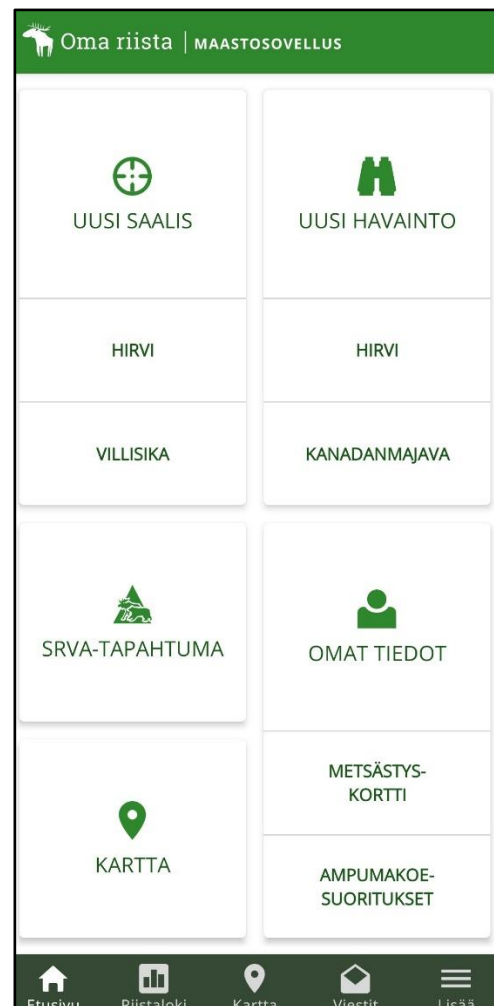 Oma riista | MAASTOSOVELLUS
UUSI SAALIS
HIRVI
VILLISIKA
UUSI HAVAINTO
HIRVI
KANADANMAJAVA
SRVA-TAPAHTUMA
OMAT TIEDOT
METSÄSTYS-
KORTTI
AMPUMAKOE-
SUORITUKSET
KARTTA
Etusivu Riistaloki Kartta Viestit Lisää